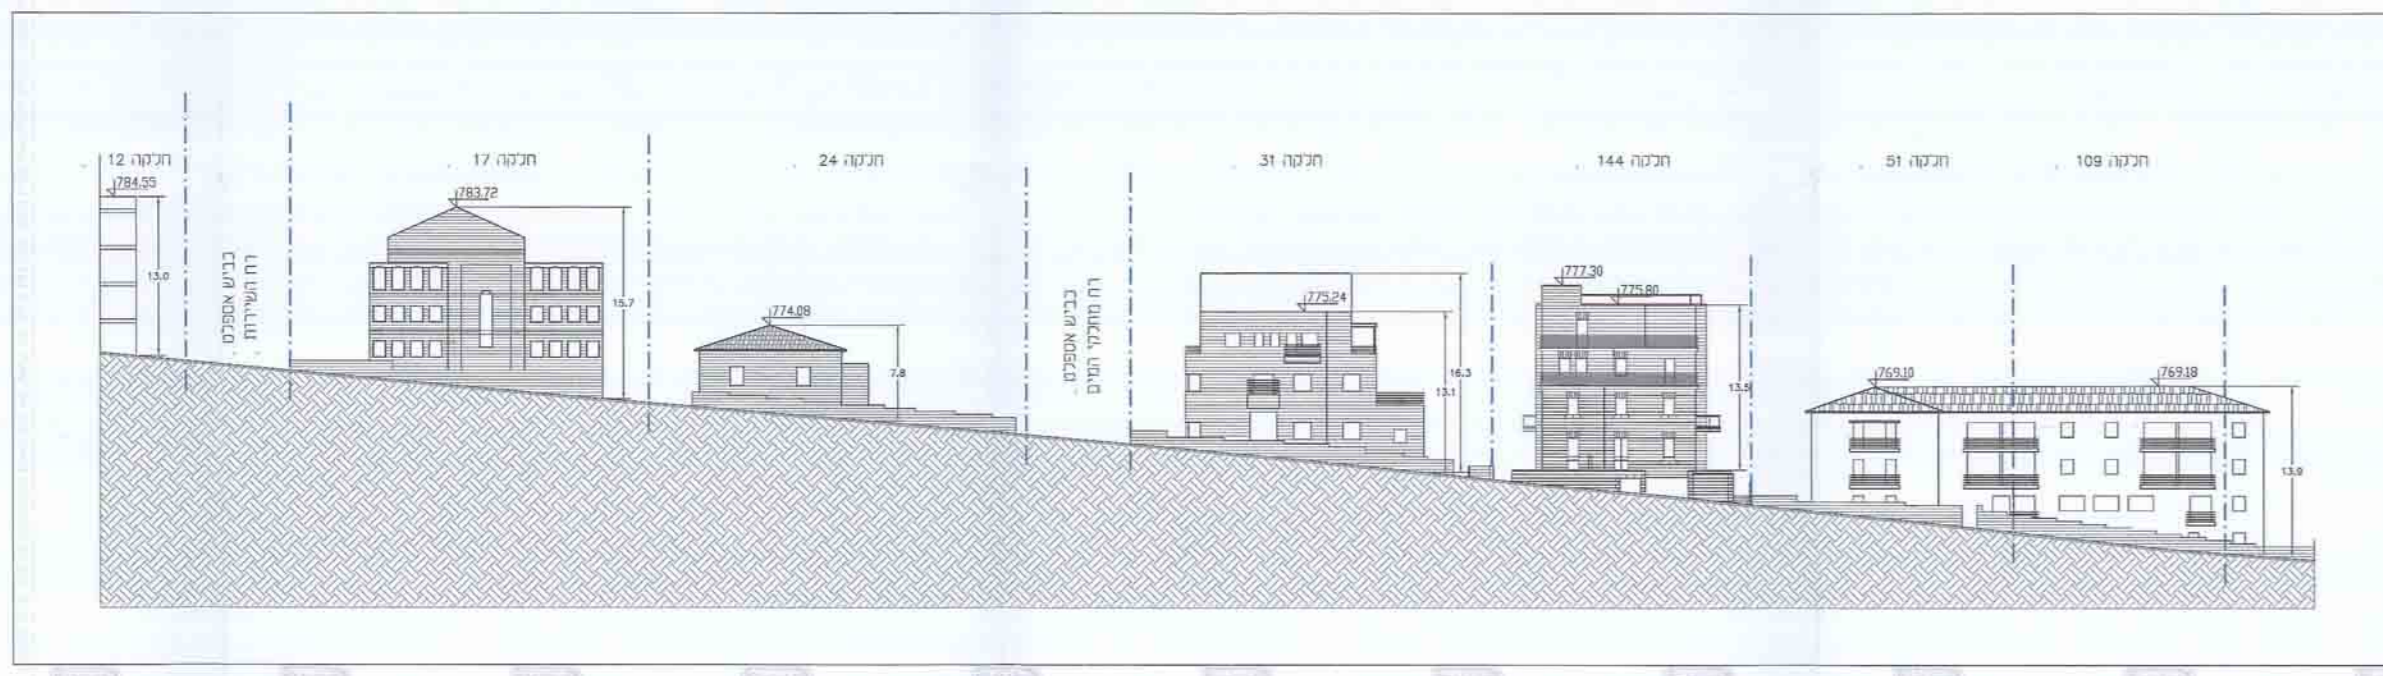 חלקה 12
חלקה 17
חלקה 24
חלקה 31
חלקה 144
חלקה 51
חלקה 109
784.55
783.72
774.08
775.24
777.30
775.80
769.10
769.18
13.0
15.7
7.8
16.3
13.1
13.5
13.9
כביש אספלט
רח השיירות
כביש אספלט
רח מחלקי המים